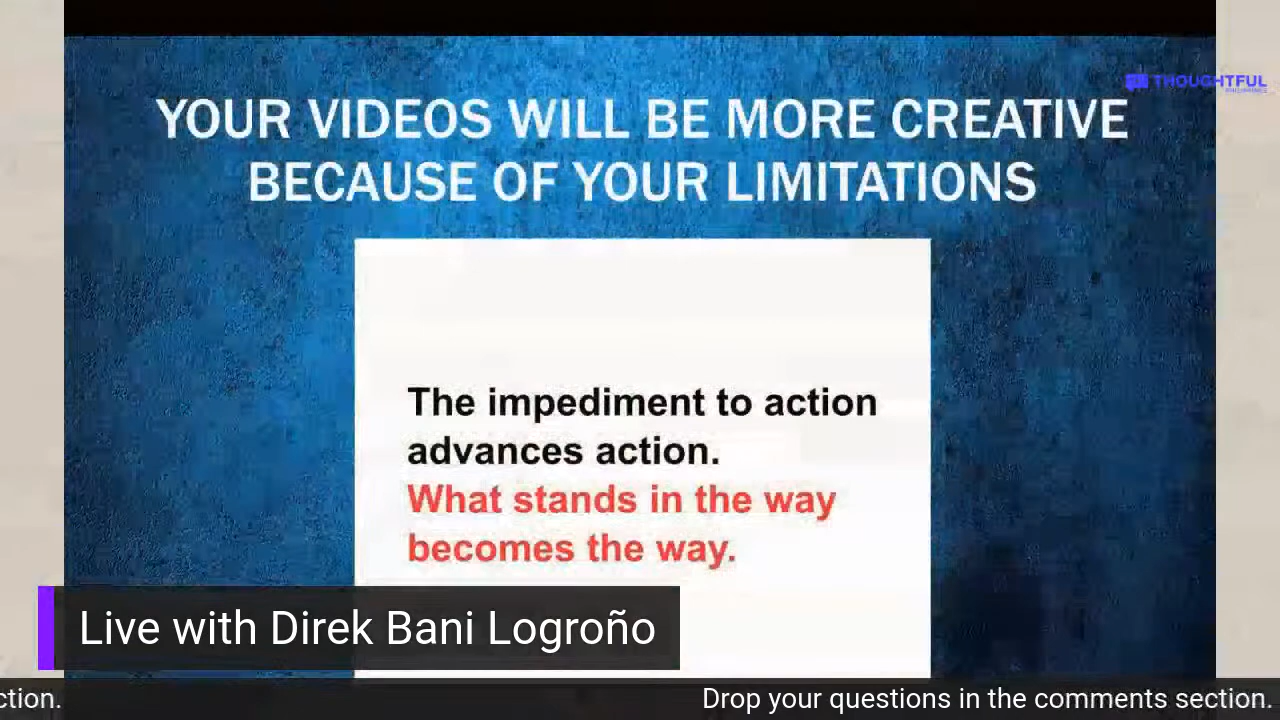 THOUGHTFUL
PHILIPPINES
YOUR VIDEOS WILL BE MORE CREATIVE
BECAUSE OF YOUR LIMITATIONS
The impediment to action
advances action.
What stands in the way
becomes the way.
Live with Direk Bani Logroño
ction.
Drop your questions in the comments section.